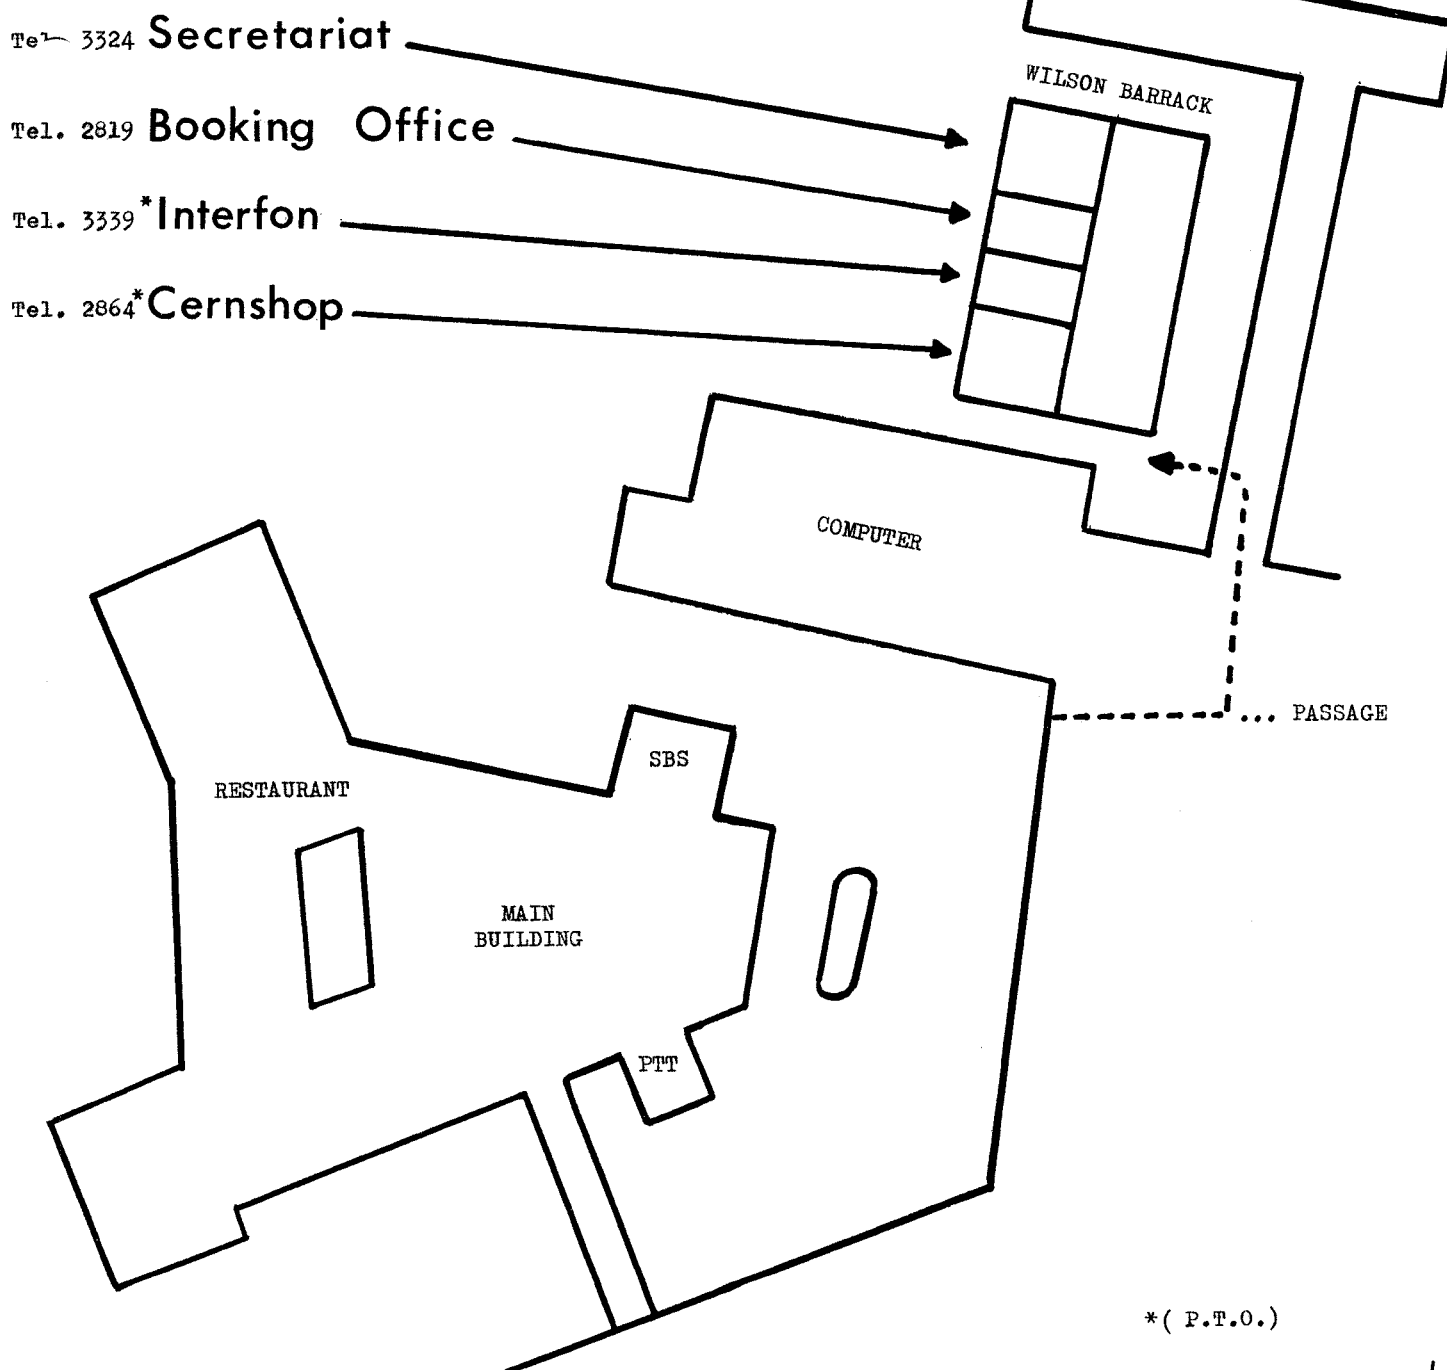 Tel 3324 Secretariat
Tel. 2819 Booking Office
Tel. 3339 *Interfon
Tel. 2864 *Cernshop
WILSON BARRACK
COMPUTER
... PASSAGE
SBS
RESTAURANT
MAIN
BUILDING
PTT
*( P.T.O.)